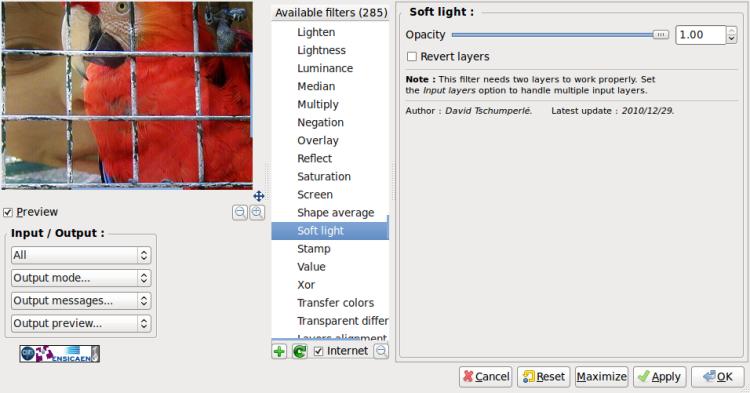 Preview
Input / Output :
All
Output mode...
Output messages...
Output preview...
ENSICAEN
Available filters (285)
Lighten
Lightness
Luminance
Median
Multiply
Negation
Overlay
Reflect
Saturation
Screen
Shape average
Soft light
Stamp
Value
Xor
Transfer colors
Transparent differ
Layers alignment
Internet
Soft light :
Opacity 1.00
Revert layers
Note : This filter needs two layers to work properly. Set
the Input layers option to handle multiple input layers.
Author : David Tschumperlé. Latest update : 2010/12/29.
Cancel Reset Maximize Apply OK